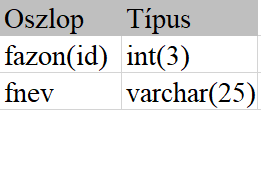 Oszlop Típus
fazon(id) int(3)
fnev varchar(25)